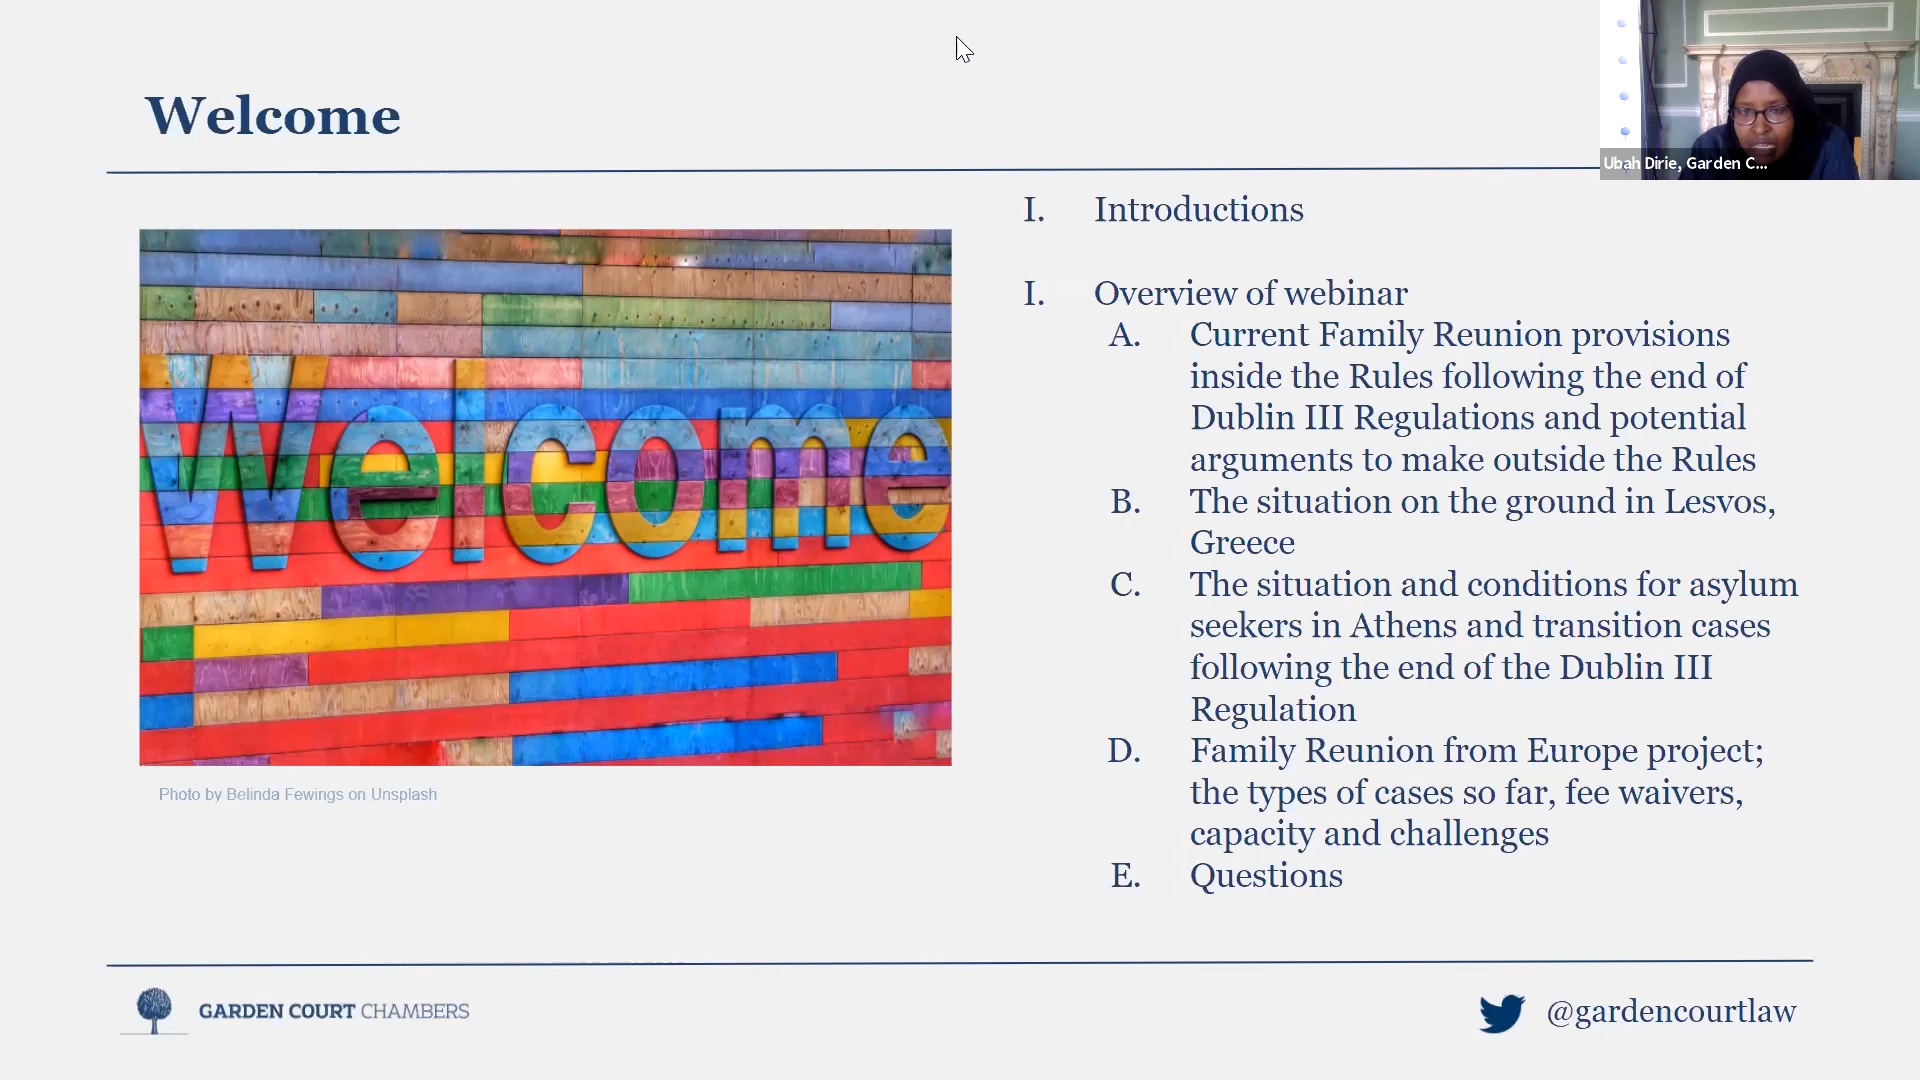 Welcome
Ubah Dirie, Garden C...
I. Introductions
I. Overview of webinar
A. Current Family Reunion provisions
inside the Rules following the end of
Dublin III Regulations and potential
arguments to make outside the Rules
B. The situation on the ground in Lesvos,
Greece
C. The situation and conditions for asylum
seekers in Athens and transition cases
following the end of the Dublin III
Regulation
D. Family Reunion from Europe project;
the types of cases so far, fee waivers,
capacity and challenges
E. Questions
Welcome
Photo by Belinda Fewings on Unsplash
GARDEN COURT CHAMBERS
@gardencourtlaw